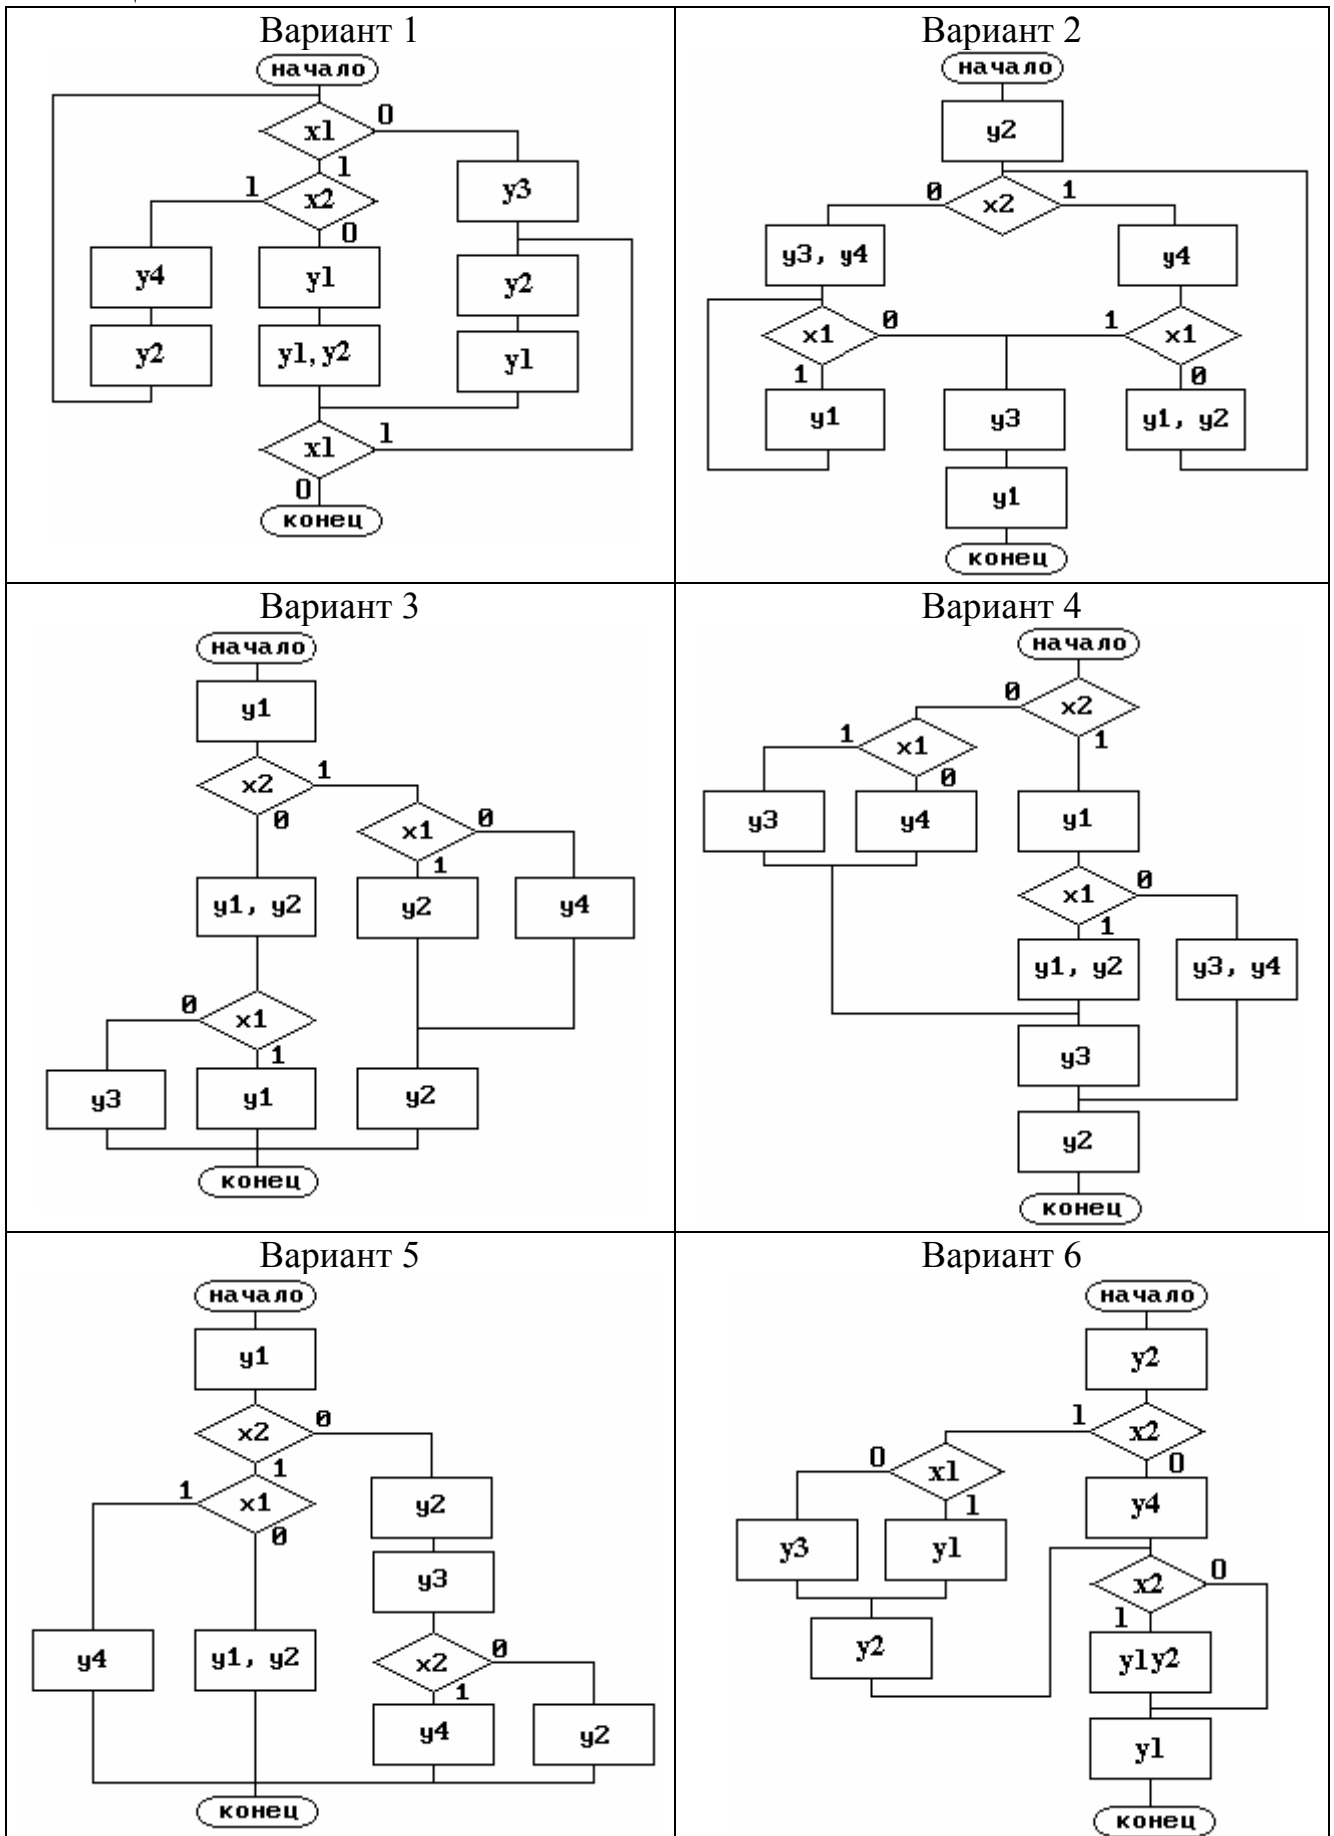 Вариант 1
начало
x1
0
1
x2
1
0
y3
y4
y1
y2
y2
y1, y2
y1
x1
1
0
конец
Вариант 2
начало
y2
x2
0
1
y3, y4
y4
x1
0
1
x1
1
0
y1
y3
y1, y2
y1
конец
Вариант 3
начало
y1
x2
1
0
x1
0
1
y1, y2
y2
y4
x1
0
1
y3
y1
y2
конец
Вариант 4
начало
x2
0
1
x1
1
0
y3
y4
y1
x1
0
1
y1, y2
y3, y4
y3
y2
конец
Вариант 5
начало
y1
x2
0
1
x1
1
0
y2
y3
y4
y1, y2
x2
0
1
y4
y2
конец
Вариант 6
начало
y2
x2
1
0
x1
0
1
y4
y3
y1
x2
0
1
y2
y1y2
y1
конец